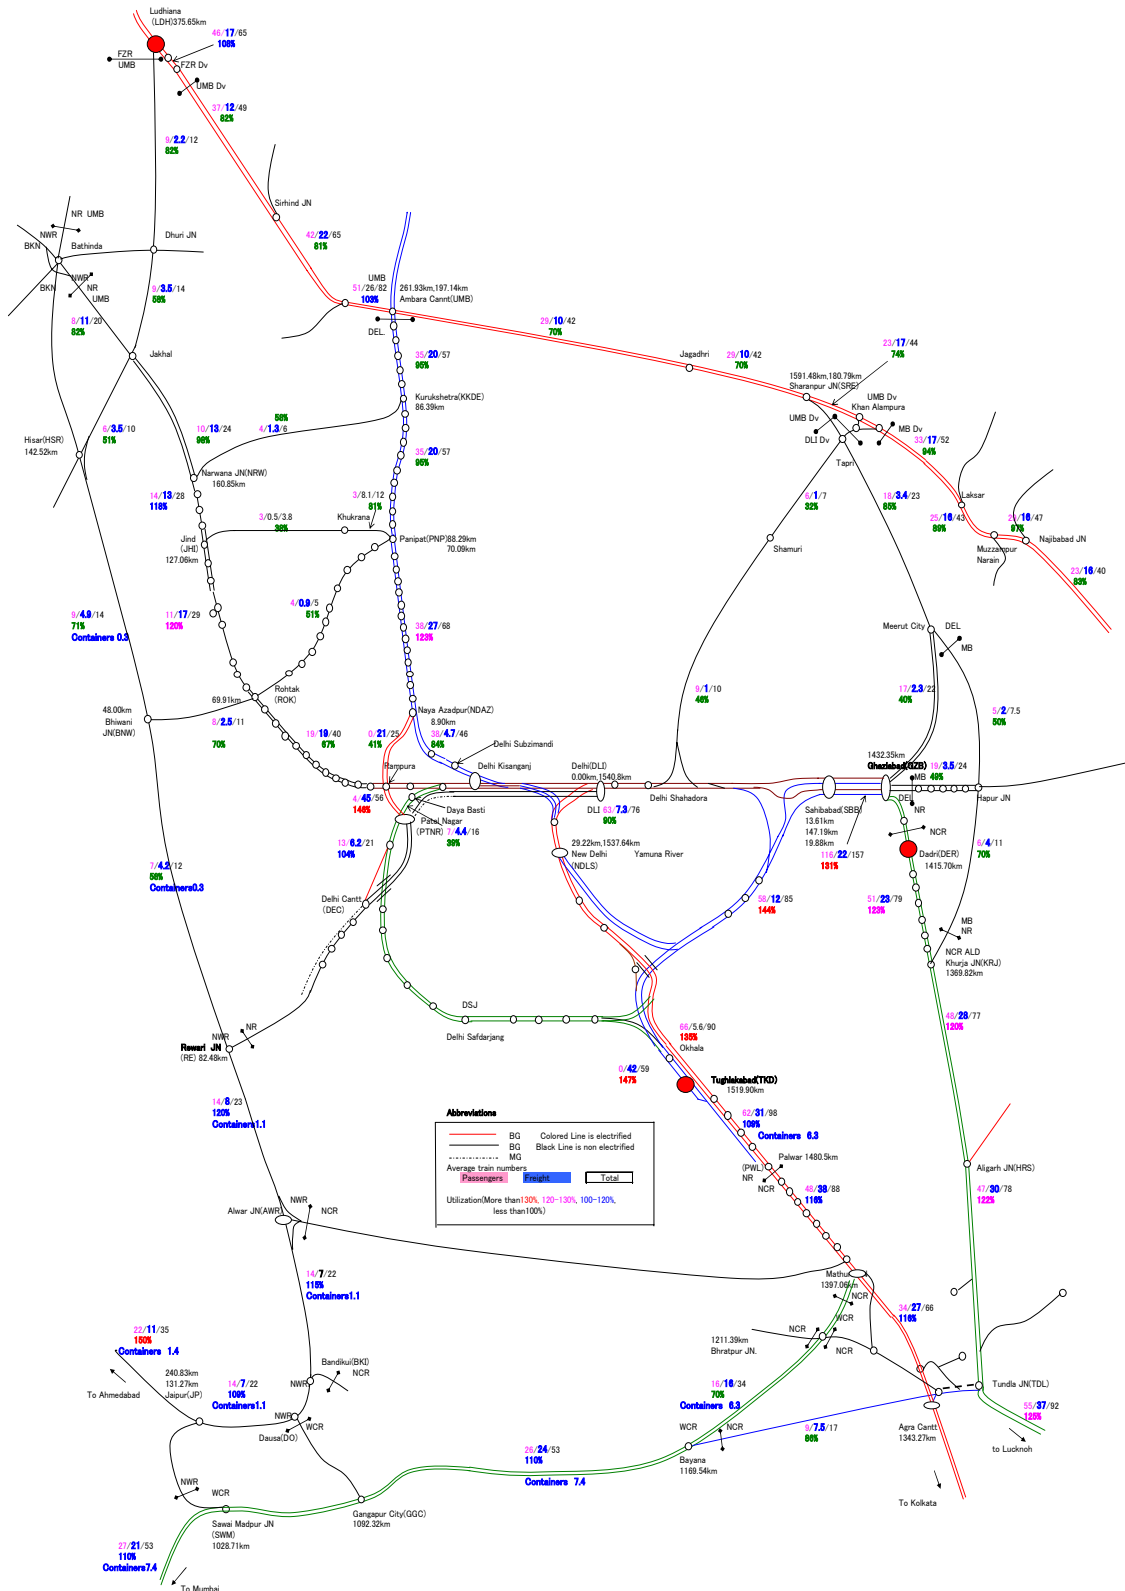 Ludhiana
(LDH)375.65km
46/17/65
108%
FZR
UMB
FZR Dv
UMB Dv
37/12/49
82%
9/2.2/12
82%
Sirhind JN
NR UMB
NWR
BKN
Bathinda
Dhuri JN
42/22/65
81%
NWR
NR
BKN
UMB
9/3.5/14
58%
UMB
51/26/82
103%
261.93km,197.14km
Ambara Cannt(UMB)
DEL.
8/11/20
82%
Jakhal
29/10/42
70%
35/20/57
95%
Jagadhri
29/10/42
70%
23/17/44
74%
1591.48km,180.79km
Sharanpur JN(SRE)
UMB Dv
Khan Alampura
UMB Dv
DLI Dv
MB Dv
Tapri
33/17/52
94%
Kurukshetra(KKDE)
86.39km
58%
4/1.3/6
6/3.5/10
51%
10/13/24
98%
Hisar(HSR)
142.52km
35/20/57
95%
Narwana JN(NRW)
160.85km
14/13/28
118%
3/8.1/12
81%
6/1/7
32%
18/3.4/23
85%
Laksar
25/16/43
89%
25/16/47
97%
3/0.5/3.8
38%
Khukrana
Jind
(JHI)
127.06km
Panipat(PNP)88.29km
70.09km
Shamuri
Muzzampur
Narain
Najibabad JN
23/16/40
83%
4/0.9/5
51%
9/4.9/14
71%
Containers 0.3
11/17/29
120%
38/27/68
123%
Meerut City
DEL
MB
9/1/10
46%
17/2.3/22
40%
Rohtak
(ROK)
69.91km
48.00km
Bhiwani
JN(BNW)
8/2.5/11
70%
Naya Azadpur(NDAZ)
8.90km
5/2/7.5
50%
19/19/40
67%
0/21/25
41%
38/4.7/46
84%
Delhi Subzimandi
Delhi Kisanganj
Delhi(DLI)
0.00km,1540.8km
1432.35km
Ghaziabad(GZB)
19/3.5/24
49%
MB
Rampura
Delhi Shahadora
DEL
Hapur JN
4/45/56
146%
Daya Basti
Patel Nagar
(PTNR)
DLI
63/7.3/76
90%
Sahibabad(SBB)
13.61km
147.19km
19.88km
NR
NCR
7/4.4/16
39%
13/6.2/21
104%
29.22km,1537.64km
New Delhi
(NDLS)
Yamuna River
116/22/157
131%
Dadri(DER)
1415.70km
6/4/11
70%
7/4.2/12
56%
Containers0.3
Delhi Cantt
(DEC)
58/12/85
144%
51/23/79
123%
MB
NR
NCR ALD
Khurja JN(KRJ)
1369.82km
DSJ
Delhi Safdarjang
48/28/77
120%
NR
NWR
Rewari JN
(RE) 82.48km
66/5.6/90
135%
Okhala
0/42/59
147%
Tughlakabad(TKD)
1519.90km
14/8/23
120%
Containers1.1
62/31/98
109%
Containers 6.3
Abbreviations
BG Colored Line is electrified
BG Black Line is non electrified
MG
Average train numbers
Passengers Freight Total
Utilization(More than130%, 120-130%, 100-120%,
less than100%)
Palwar 1480.5km
(PWL)
NR
NCR
Aligarh JN(HRS)
47/30/78
122%
48/38/88
116%
NWR
NCR
Alwar JN(AWR)
14/7/22
115%
Containers1.1
Mathu
1397.06km
NCR
WCR
34/27/66
116%
22/11/35
150%
Containers 1.4
NCR
NCR
1211.39km
Bhratpur JN.
Bandikui(BKI)
NCR
NWR
240.83km
131.27km
Jaipur(JP)
To Ahmedabad
14/7/22
109%
Containers1.1
16/16/34
70%
Containers 6.3
Tundla JN(TDL)
55/37/92
125%
NWR
WCR
Dausa(DO)
WCR
NCR
9/7.5/17
86%
Agra Cantt
1343.27km
to Lucknoh
26/24/53
110%
Containers 7.4
Bayana
1169.54km
NWR
WCR
Gangapur City(GGC)
1092.32km
To Kolkata
Sawai Madpur JN
(SWM)
1028.71km
27/21/53
110%
Containers7.4
To Mumbai